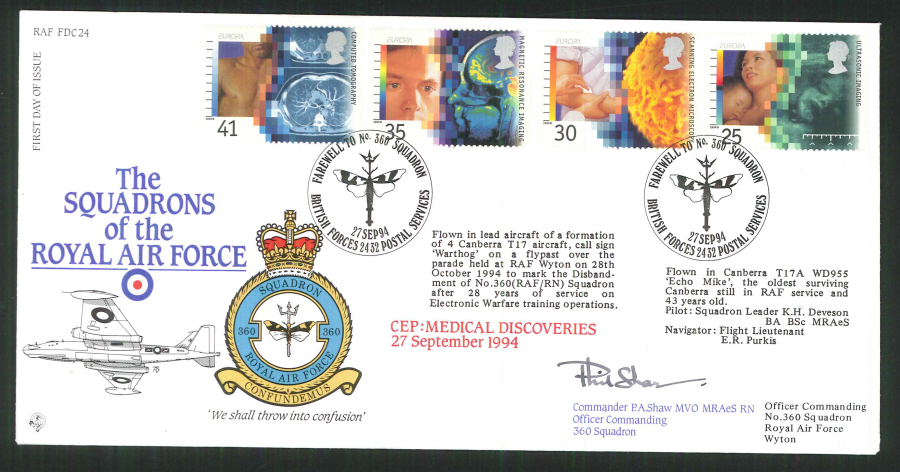 RAF FDC24
FIRST DAY OF ISSUE
EUROPA
COMPUTED TOMOGRAPHY
41
EUROPA
MAGNETIC RESONANCE IMAGING
35
EUROPA
SCANNING ELECTRON MICROSCOPY
30
EUROPA
ULTRASONIC IMAGING
25
FAREWELL TO No. 360 SQUADRON
27 SEP 94
BRITISH FORCES 2432 POSTAL SERVICES
FAREWELL TO No. 360 SQUADRON
27 SEP 94
BRITISH FORCES 2432 POSTAL SERVICES
The
SQUADRONS
of the
ROYAL AIR FORCE
SQUADRON
360 360
ROYAL AIR FORCE
CONFUNDEMUS
'We shall throw into confusion'
Flown in lead aircraft of a formation
of 4 Canberra T17 aircraft, call sign
'Warthog' on a flypast over the
parade held at RAF Wyton on 28th
October 1994 to mark the Disband-
ment of No.360(RAF/RN) Squadron
after 28 years of service on
Electronic Warfare training operations.
CEP:MEDICAL DISCOVERIES
27 September 1994
Flown in Canberra T17A WD955
'Echo Mike', the oldest surviving
Canberra still in RAF service and
43 years old.
Pilot: Squadron Leader K.H. Deveson
BA BSc MRAeS
Navigator: Flight Lieutenant
E.R. Purkis
Phil Shaw
Commander P.A.Shaw MVO MRAeS RN
Officer Commanding
360 Squadron
Officer Commanding
No.360 Squadron
Royal Air Force
Wyton